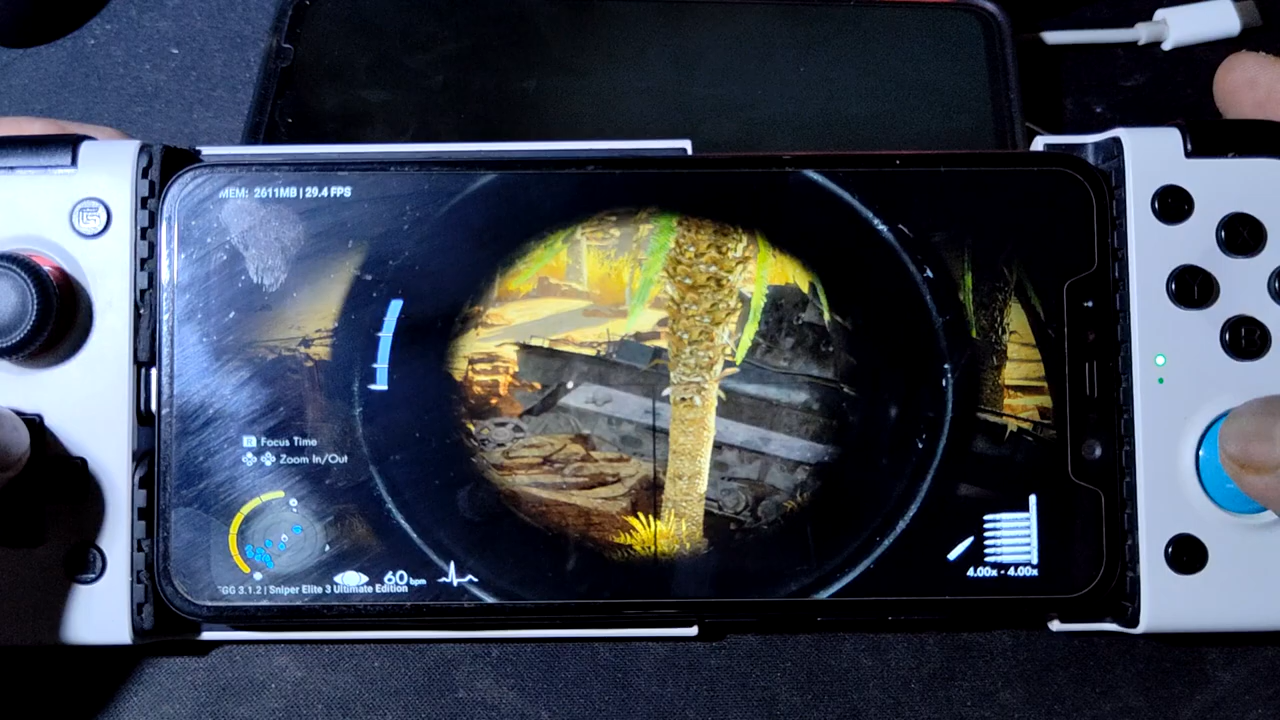 MEM: 2611MB | 29.4 FPS
R Focus Time
Zoom In/Out
60 bpm
GG 3.1.2 | Sniper Elite 3 Ultimate Edition
4.00x - 4.00x
X
Y
B